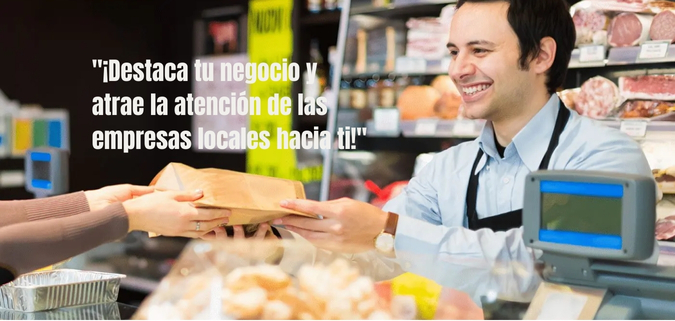 "¡Destaca tu negocio y
atrae la atención de las
empresas locales hacia ti!"